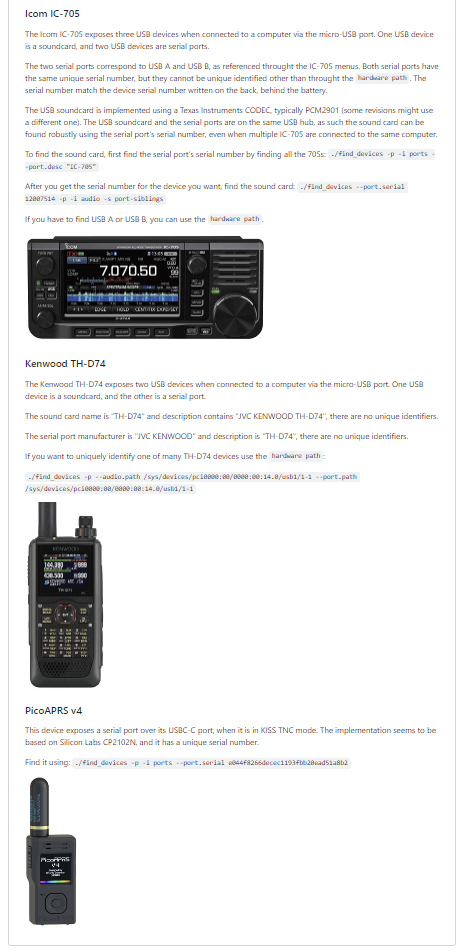 Icom IC-705
The Icom IC-705 exposes three USB devices when connected to a computer via the micro-USB port. One USB device
is a soundcard, and two USB devices are serial ports.
The two serial ports correspond to USB A and USB B, as referenced throught the IC-705 menus, Both serial ports have
the same unique serial number, but they cannot be unique identified other than throught the hardware path . The
serial number match the device serial number written on the back, behind the battery.
The USB soundcard is implemented using a Texas Instruments CODEC, typically PCM2901 (some revisions might use
a different one). The USB soundcard and the serial ports are on the same USB hub, as such the sound card can be
found robustly using the serial port's serial number, even when multiple IC-705 are connected to the same computer.
To find the sound card, first find the serial port's serial number by finding all the 705s: ./find_devices -p -i ports -
-port.desc "IC-705"
After you get the serial number for the device you want, find the sound card: ./find_devices --port.serial
12007514 -p -i audio -s port-siblings
If you have to find USB A or USB B, you can use the hardware path .
ICOM
IC-705
7.070.50
EDGE HOLD CENT/FIX EXPD/SET
Kenwood TH-D74
The Kenwood TH-D74 exposes two USB devices when connected to a computer via the micro-USB port. One USB
device is a soundcard, and the other is a serial port.
The sound card name is "TH-D74" and description contains "JVC KENWOOD TH-D74", there are no unique identifiers.
The serial port manufacturer is "JVC KENWOOD" and description is "TH-D74", there are no unique identifiers.
If you want to uniquely identify one of many TH-D74 devices use the hardware path :
./find_devices -p --audio.path /sys/devices/pci0000:00/0000:00:14.0/usb1/1-1 --port.path
/sys/devices/pci0000:00/0000:00:14.0/usb1/1-1
KENWOOD
PicoAPRS v4
This device exposes a serial port over its USBC-C port, when it is in KISS TNC mode. The implementation seems to be
based on Silicon Labs CP2102N, and it has a unique serial number.
Find it using: ./find_devices -p -i ports --port.serial e044f8266decec1193fbb20ead51a8b2
PicoAPRS
V4